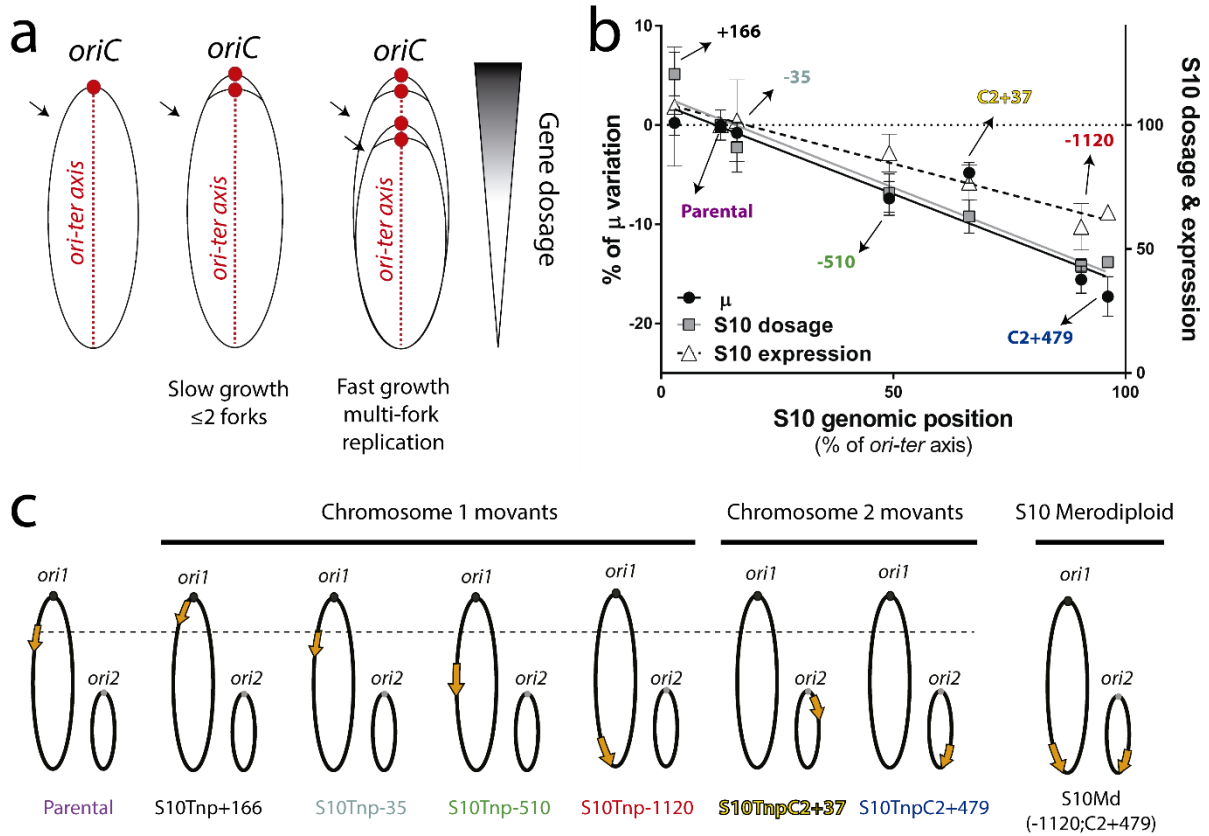 a
oriC
oriC
oriC
ori-ter axis
ori-ter axis
ori-ter axis
Gene dosage
Slow growth
≤2 forks
Fast growth
multi-fork
replication
b
10
0
-10
-20
% of μ variation
+166
-35
C2+37
-1120
Parental
-510
C2+479
μ
S10 dosage
S10 expression
100
50
0
S10 dosage
& expression
0
50
100
S10 genomic position
(% of ori-ter axis)
c
Chromosome 1 movants
Chromosome 2 movants
S10 Merodiploid
ori1
ori1
ori1
ori1
ori1
ori1
ori1
ori1
ori2
ori2
ori2
ori2
ori2
ori2
ori2
ori2
Parental
S10Tnp+166
S10Tnp-35
S10Tnp-510
S10Tnp-1120
S10TnpC2+37
S10TnpC2+479
S10Md
(-1120;C2+479)